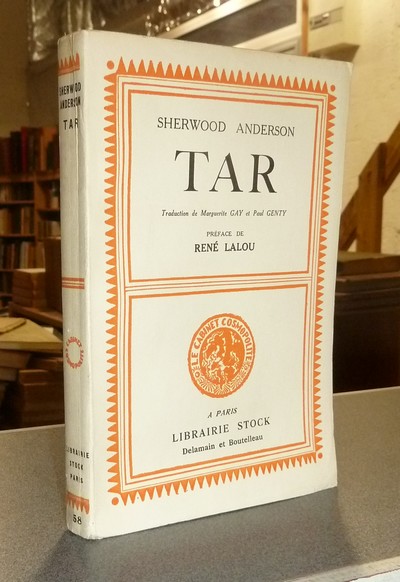 SHERWOOD
ANDERSON
TAR
LIBRAIRIE
STOCK
PARIS
58
SHERWOOD ANDERSON
TAR
Traduction de Marguerite GAY et Paul GENTY
PRÉFACE DE
RENÉ LALOU
LE CABINET COSMOPOLITE
A PARIS
LIBRAIRIE STOCK
Delamain et Boutelleau